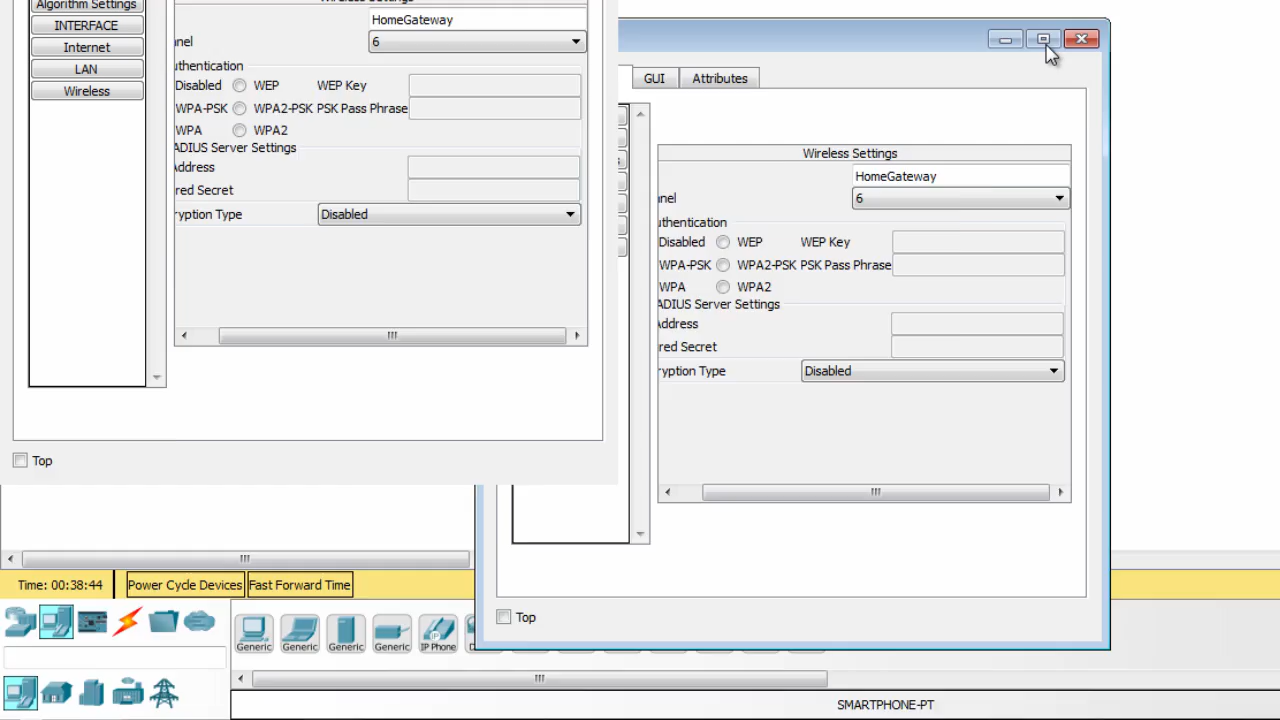 Algorithm Settings
INTERFACE
Internet
LAN
Wireless
HomeGateway
nel
6
uthentication
Disabled WEP WEP Key
WPA-PSK WPA2-PSK PSK Pass Phrase
WPA WPA2
ADIUS Server Settings
Address
red Secret
ryption Type Disabled
Top
GUI Attributes
Wireless Settings
HomeGateway
nel
6
uthentication
Disabled WEP WEP Key
WPA-PSK WPA2-PSK PSK Pass Phrase
WPA WPA2
ADIUS Server Settings
Address
red Secret
ryption Type Disabled
Top
Time: 00:38:44 Power Cycle Devices Fast Forward Time
Generic Generic Generic Generic IP Phone
SMARTPHONE-PT